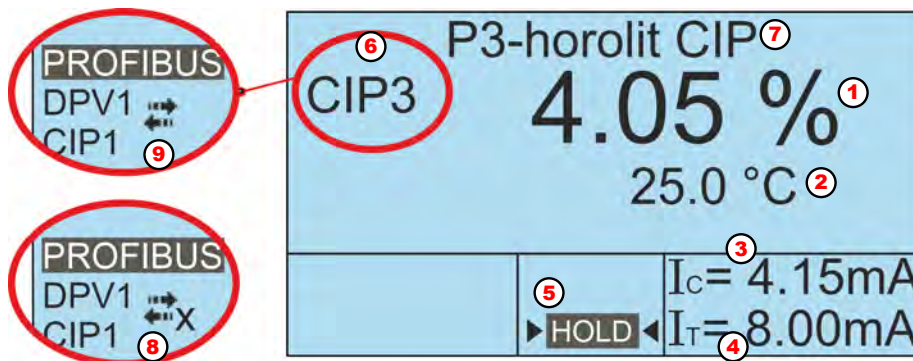 PROFIBUS
DPV1
CIP1
9
PROFIBUS
DPV1
X
CIP1
8
6
CIP3
P3-horolit CIP 7
4.05 % 1
25.0 °C 2
3
Ic= 4.15mA
5
HOLD
IT= 8.00mA
4